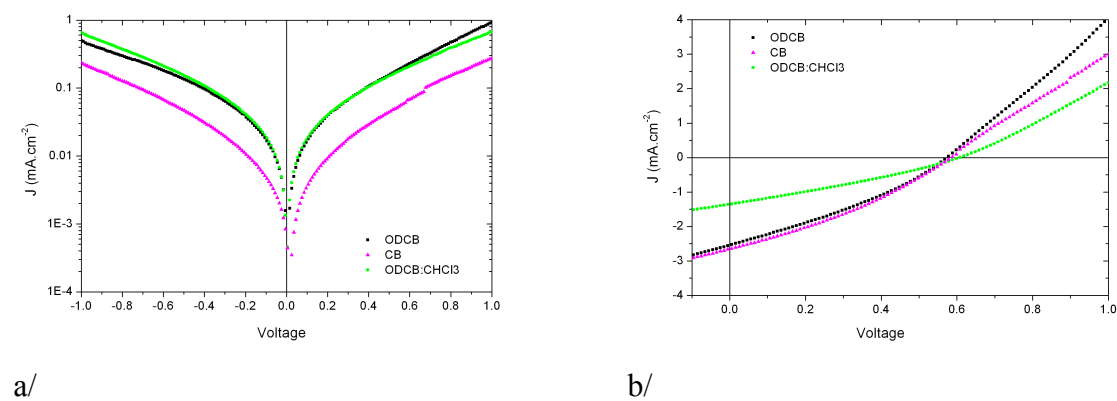 J (mA.cm-2)
1
0.1
0.01
1E-3
1E-4
-1.0 -0.8 -0.6 -0.4 -0.2 0.0 0.2 0.4 0.6 0.8 1.0
Voltage
ODCB
CB
ODCB:CHCl3
a/
J (mA.cm-2)
4
3
2
1
0
-1
-2
-3
-4
0.0 0.2 0.4 0.6 0.8 1.0
Voltage
ODCB
CB
ODCB:CHCl3
b/